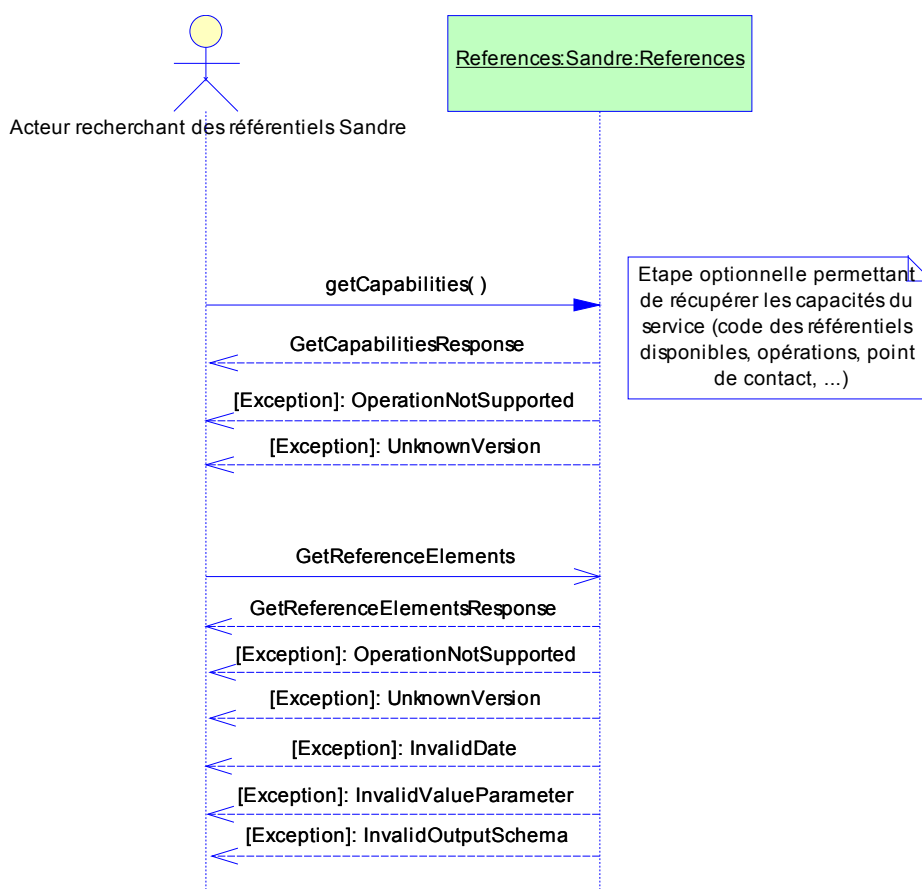 References:Sandre:References
Acteur recherchant des référentiels Sandre
getCapabilities( )
Etape optionnelle permettant
de récupérer les capacités du
service (code des référentiels
disponibles, opérations, point
de contact, ...)
GetCapabilitiesResponse
[Exception]: OperationNotSupported
[Exception]: UnknownVersion
GetReferenceElements
GetReferenceElementsResponse
[Exception]: OperationNotSupported
[Exception]: UnknownVersion
[Exception]: InvalidDate
[Exception]: InvalidValueParameter
[Exception]: InvalidOutputSchema